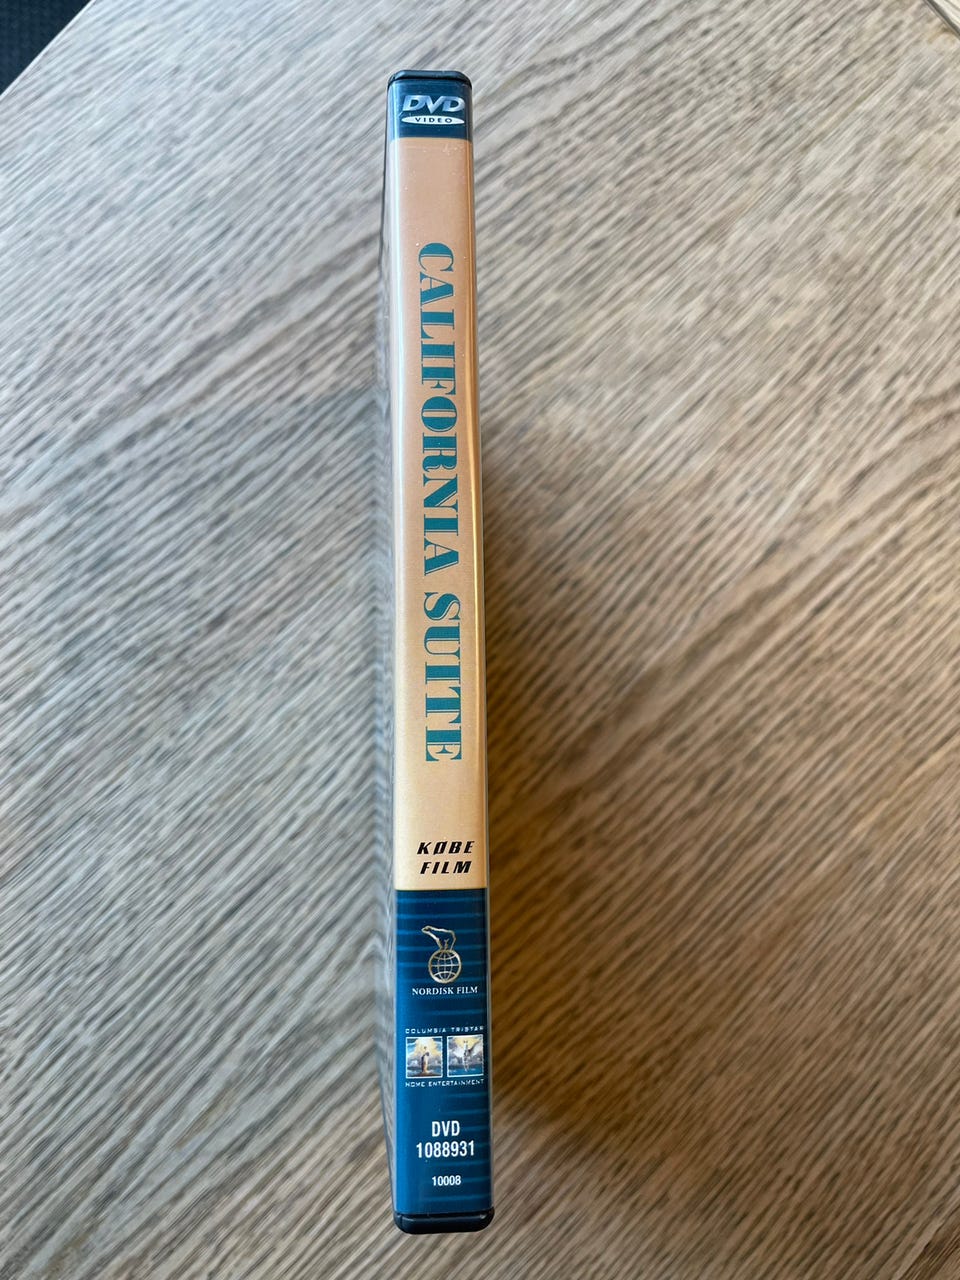 DVD
VIDEO
CALIFORNIA SUITE
KØBE
FILM
NORDISK FILM
COLUMBIA TRISTAR
HOME ENTERTAINMENT
DVD
1088931
10008